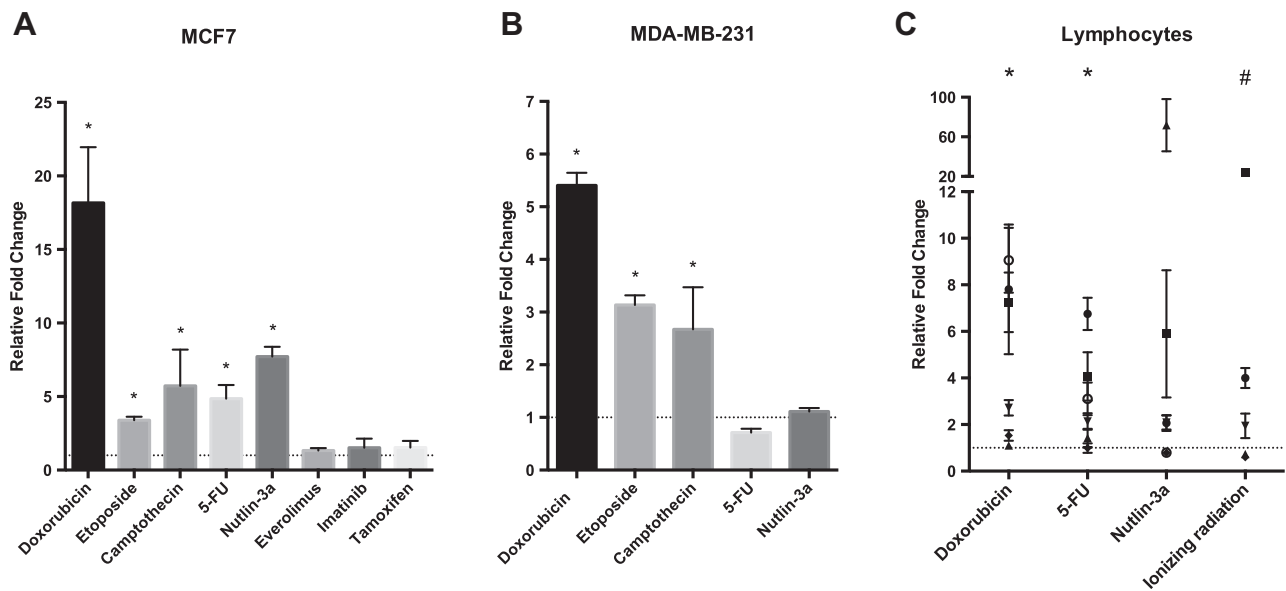 A
MCF7
Relative Fold Change
25
20
15
10
5
0
*
*
*
*
*
Doxorubicin
Etoposide
Camptothecin
5-FU
Nutlin-3a
Everolimus
Imatinib
Tamoxifen
B
MDA-MB-231
Relative Fold Change
7
6
5
4
3
2
1
0
*
*
*
Doxorubicin
Etoposide
Camptothecin
5-FU
Nutlin-3a
C
Lymphocytes
* * #
Relative Fold Change
100
60
20
12
10
8
6
4
2
0
Doxorubicin
5-FU
Nutlin-3a
Ionizing radiation